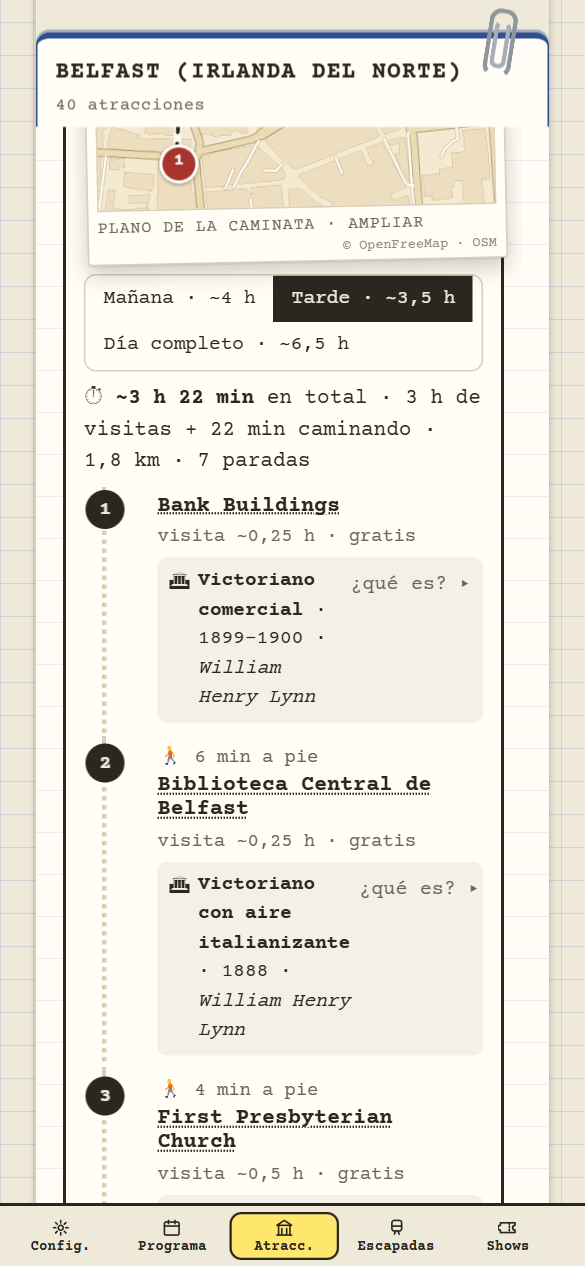 BELFAST (IRLANDA DEL NORTE)
40 atracciones
1
PLANO DE LA CAMINATA · AMPLIAR
© OpenFreeMap · OSM
Mañana · ~4 h
Tarde · ~3,5 h
Día completo · ~6,5 h
~3 h 22 min en total · 3 h de
visitas + 22 min caminando ·
1,8 km · 7 paradas
1
Bank Buildings
visita ~0,25 h · gratis
Victoriano
comercial ·
1899–1900 ·
William
Henry Lynn
¿qué es? ▸
6 min a pie
2
Biblioteca Central de
Belfast
visita ~0,25 h · gratis
Victoriano
con aire
italianizante
· 1888 ·
William Henry
Lynn
¿qué es? ▸
4 min a pie
3
First Presbyterian
Church
visita ~0,5 h · gratis
Config.
Programa
Atracc.
Escapadas
Shows